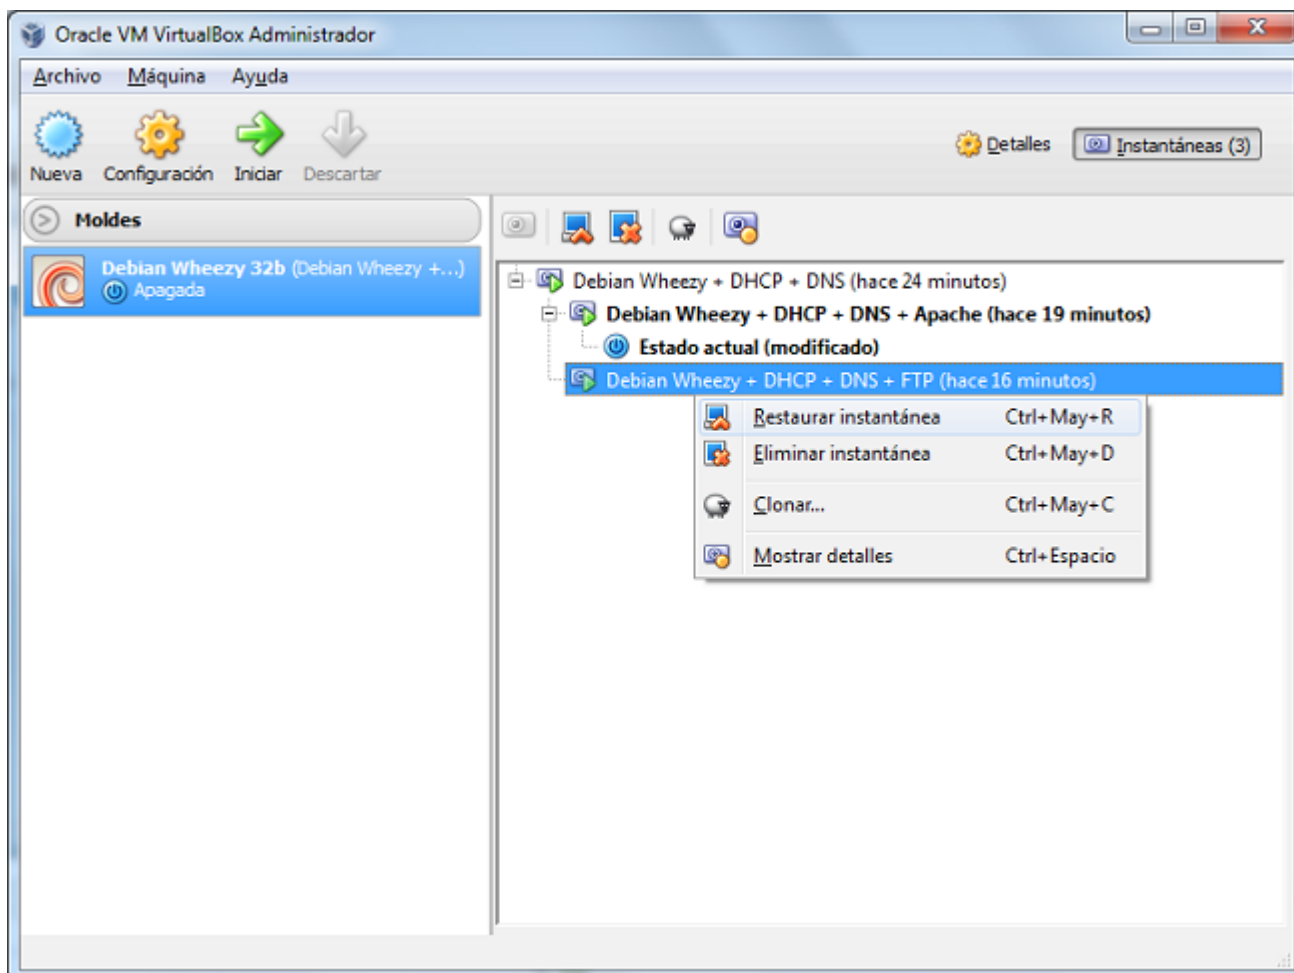 Oracle VM VirtualBox Administrador
Archivo Máquina Ayuda
Nueva Configuración Iniciar Descartar
Detalles Instantáneas (3)
Moldes
Debian Wheezy 32b (Debian Wheezy +...)
Apagada
Debian Wheezy + DHCP + DNS (hace 24 minutos)
Debian Wheezy + DHCP + DNS + Apache (hace 19 minutos)
Estado actual (modificado)
Debian Wheezy + DHCP + DNS + FTP (hace 16 minutos)
Restaurar instantánea Ctrl+May+R
Eliminar instantánea Ctrl+May+D
Clonar... Ctrl+May+C
Mostrar detalles Ctrl+Espacio